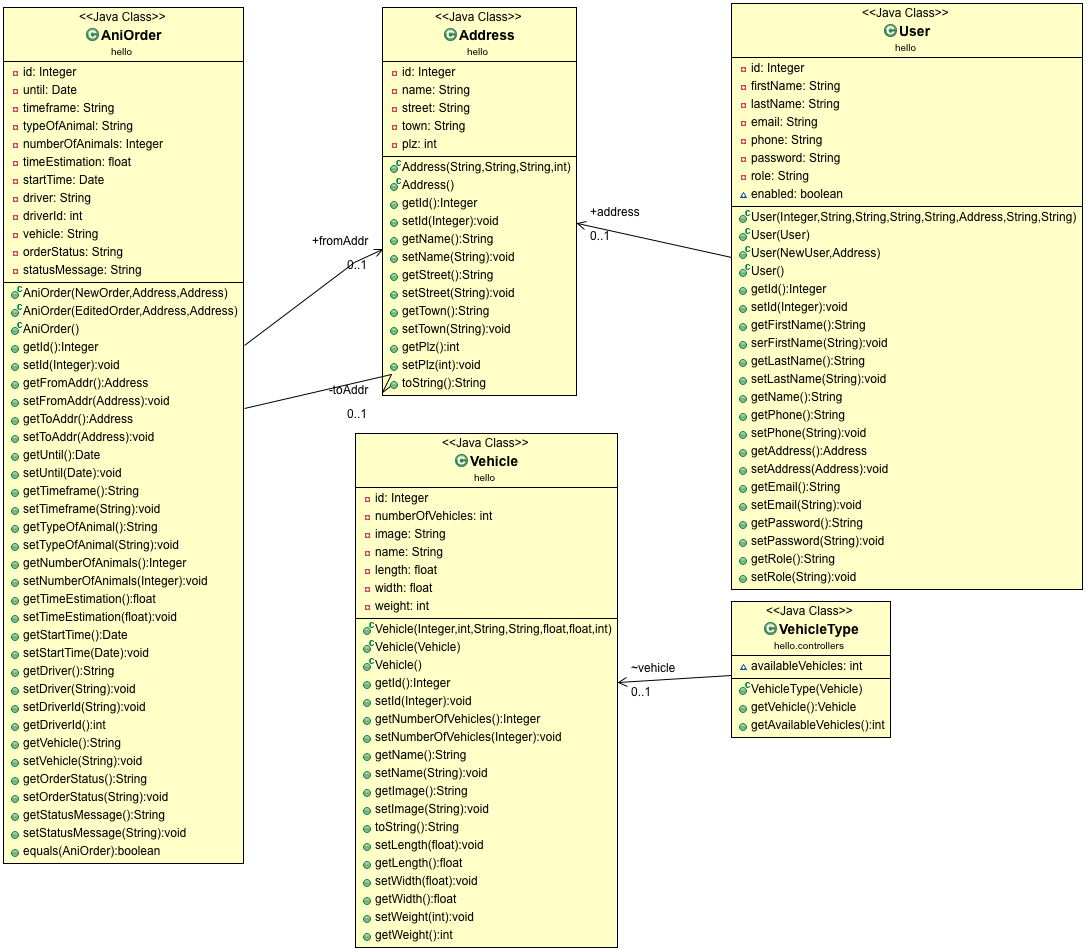 <<Java Class>>
AniOrder
hello
id: Integer
until: Date
timeframe: String
typeOfAnimal: String
numberOfAnimals: Integer
timeEstimation: float
startTime: Date
driver: String
driverId: int
vehicle: String
orderStatus: String
statusMessage: String
AniOrder(NewOrder,Address,Address)
AniOrder(EditedOrder,Address,Address)
AniOrder()
getId():Integer
setId(Integer):void
getFromAddr():Address
setFromAddr(Address):void
getToAddr():Address
setToAddr(Address):void
getUntil():Date
setUntil(Date):void
getTimeframe():String
setTimeframe(String):void
getTypeOfAnimal():String
setTypeOfAnimal(String):void
getNumberOfAnimals():Integer
setNumberOfAnimals(Integer):void
getTimeEstimation():float
setTimeEstimation(float):void
getStartTime():Date
setStartTime(Date):void
getDriver():String
setDriver(String):void
setDriverId(String):void
getDriverId():int
getVehicle():String
setVehicle(String):void
getOrderStatus():String
setOrderStatus(String):void
getStatusMessage():String
setStatusMessage(String):void
equals(AniOrder):boolean
+fromAddr
0..1
-toAddr
0..1
<<Java Class>>
Address
hello
id: Integer
name: String
street: String
town: String
plz: int
Address(String,String,String,int)
Address()
getId():Integer
setId(Integer):void
getName():String
setName(String):void
getStreet():String
setStreet(String):void
getTown():String
setTown(String):void
getPlz():int
setPlz(int):void
toString():String
+address
0..1
<<Java Class>>
User
hello
id: Integer
firstName: String
lastName: String
email: String
phone: String
password: String
role: String
enabled: boolean
User(Integer,String,String,String,String,Address,String,String)
User(User)
User(NewUser,Address)
User()
getId():Integer
setId(Integer):void
getFirstName():String
serFirstName(String):void
getLastName():String
setLastName(String):void
getName():String
getPhone():String
setPhone(String):void
getAddress():Address
setAddress(Address):void
getEmail():String
setEmail(String):void
getPassword():String
setPassword(String):void
getRole():String
setRole(String):void
<<Java Class>>
Vehicle
hello
id: Integer
numberOfVehicles: int
image: String
name: String
length: float
width: float
weight: int
Vehicle(Integer,int,String,String,float,float,int)
Vehicle(Vehicle)
Vehicle()
getId():Integer
setId(Integer):void
getNumberOfVehicles():Integer
setNumberOfVehicles(Integer):void
getName():String
setName(String):void
getImage():String
setImage(String):void
toString():String
setLength(float):void
getLength():float
setWidth(float):void
getWidth():float
setWeight(int):void
getWeight():int
~vehicle
0..1
<<Java Class>>
VehicleType
hello.controllers
availableVehicles: int
VehicleType(Vehicle)
getVehicle():Vehicle
getAvailableVehicles():int